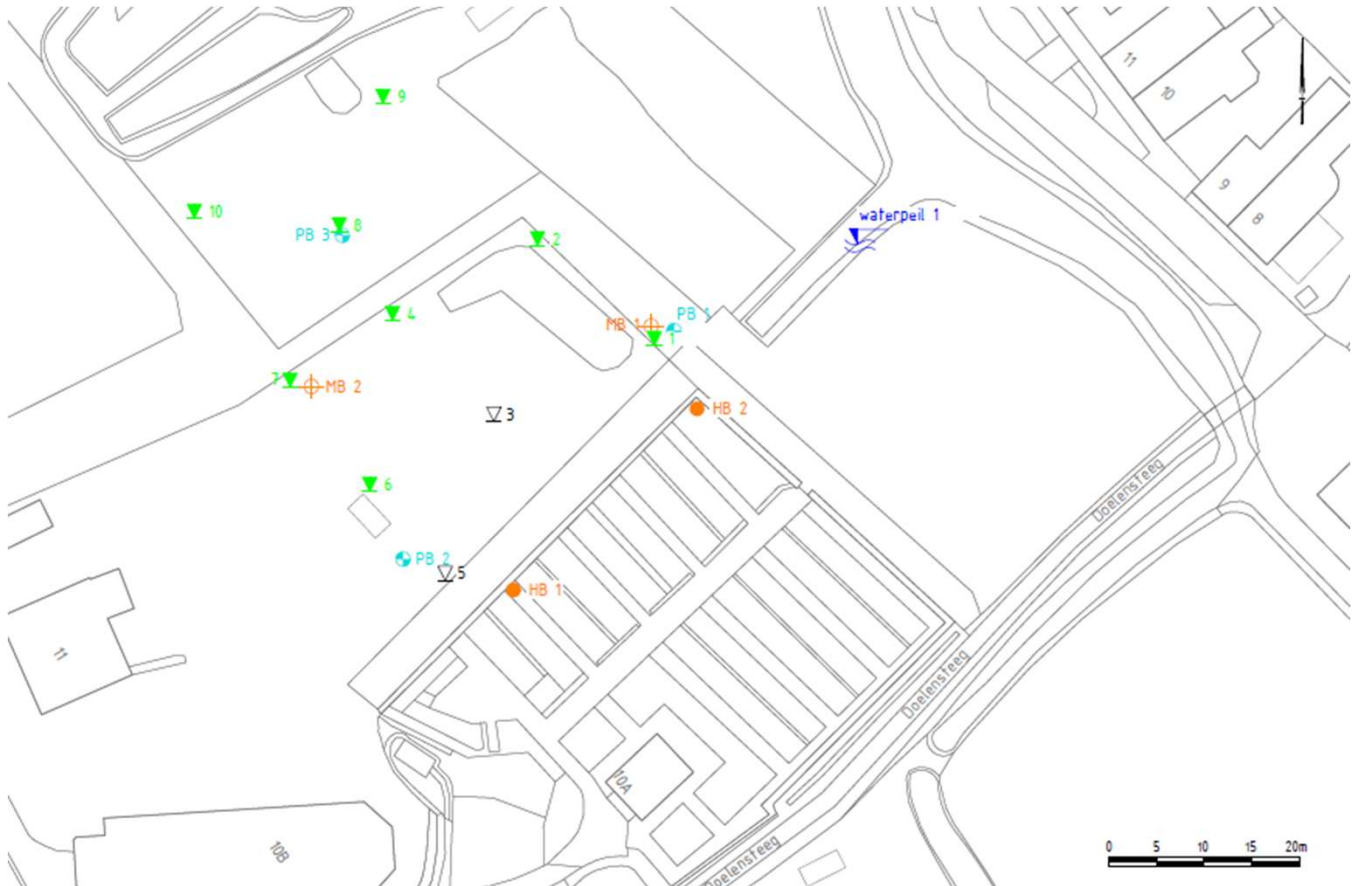 11
10
9
8
9
10
8
PB 3
2
waterpeil 1
4
MB 1
PB 1
1
7
MB 2
3
HB 2
6
Doelensteeg
PB 2
5
HB 1
11
Doelensteeg
10A
10B
Doelensteeg
0 5 10 15 20m